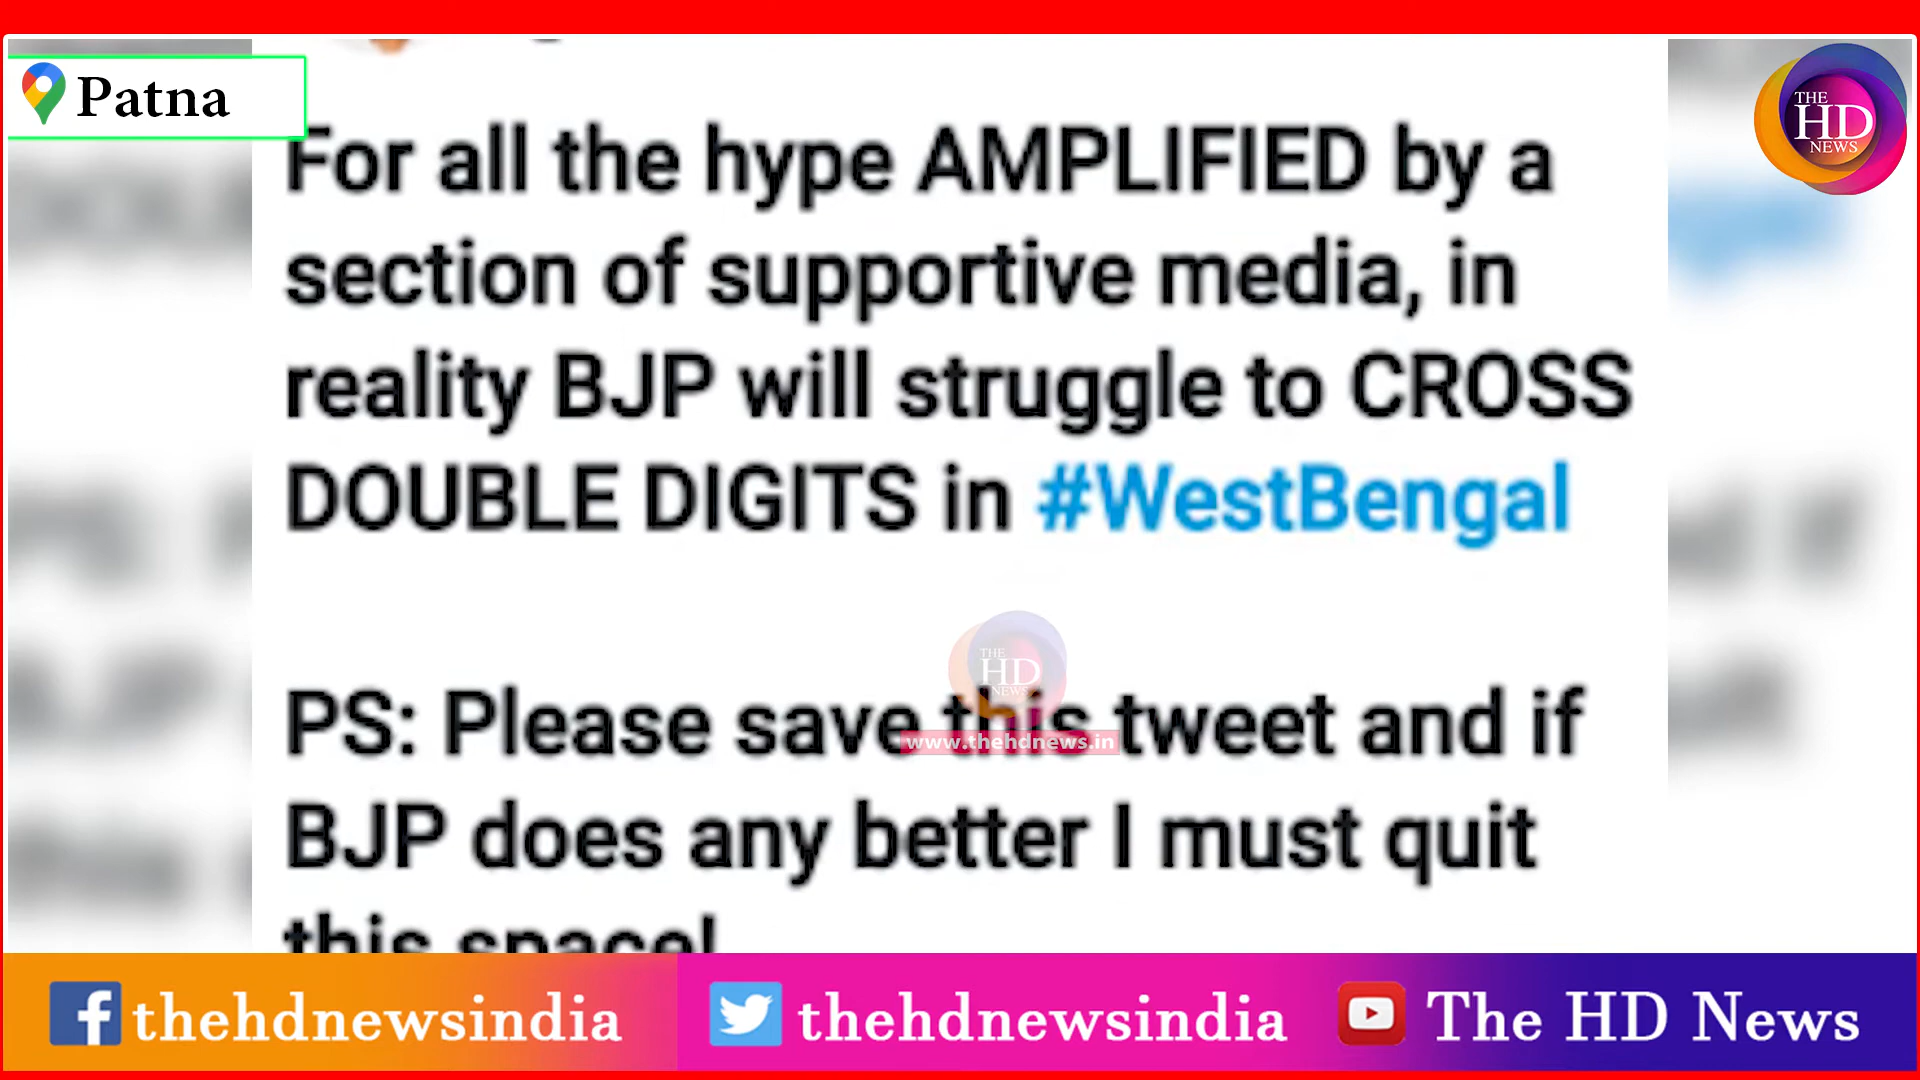 Patna
THE
HD
NEWS
For all the hype AMPLIFIED by a
section of supportive media, in
reality BJP will struggle to CROSS
DOUBLE DIGITS in #WestBengal
THE
HD
NEWS
PS: Please save this tweet and if
www.thehdnews.in
BJP does any better I must quit
this space!
thehdnewsindia
thehdnewsindia
The HD News